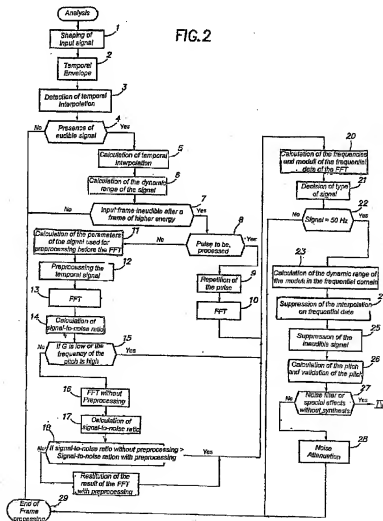 Analysis
FIG.2
1
Shaping of
input signal
2
Temporal
Envelope
3
Detection of temporal
interpolation
4
No
Presence of
audible signal
Yes
5
Calculation of temporal
interpolation
6
Calculation of the dynamic
range of the signal
7
No
Input frame inaudible after a
frame of higher energy
Yes
8
No
Pulse to be,
processed
Yes
9
Repetition of
the pulse
10
FFT
11
Calculation of the parameters
of the signal used for
preprocessing before the FFT
12
Preprocessing the
temporal signal
13
FFT
14
Calculation of
signal-to-noise ratio
15
No
If G is low or the
frequency of the
pitch is high
Yes
16
FFT without
Preprocessing
17
Calculation of
signal-to-noise ratio
18
No
If signal-to-noise ratio without preprocessing >
Signal-to-noise ration with preprocessing
Yes
Restitution of the
result of the FFT
with preprocessing
29
End of
Frame
processing
20
Calculation of the frequencies
and moduli of the frequential
data of the FFT
21
Decision of type
of signal
22
No
Signal = 50 Hz
Yes
23
Calculation of the dynamic range of
the moduli in the frequential domain
2
Suppression of the interpolation
on frequential data
25
Suppression of the
inaudible signal
26
Calculation of the pitch
and validation of the pitch
27
Noise filter or
special effects
without synthesis
Yes
No
28
Noise
Attenuation